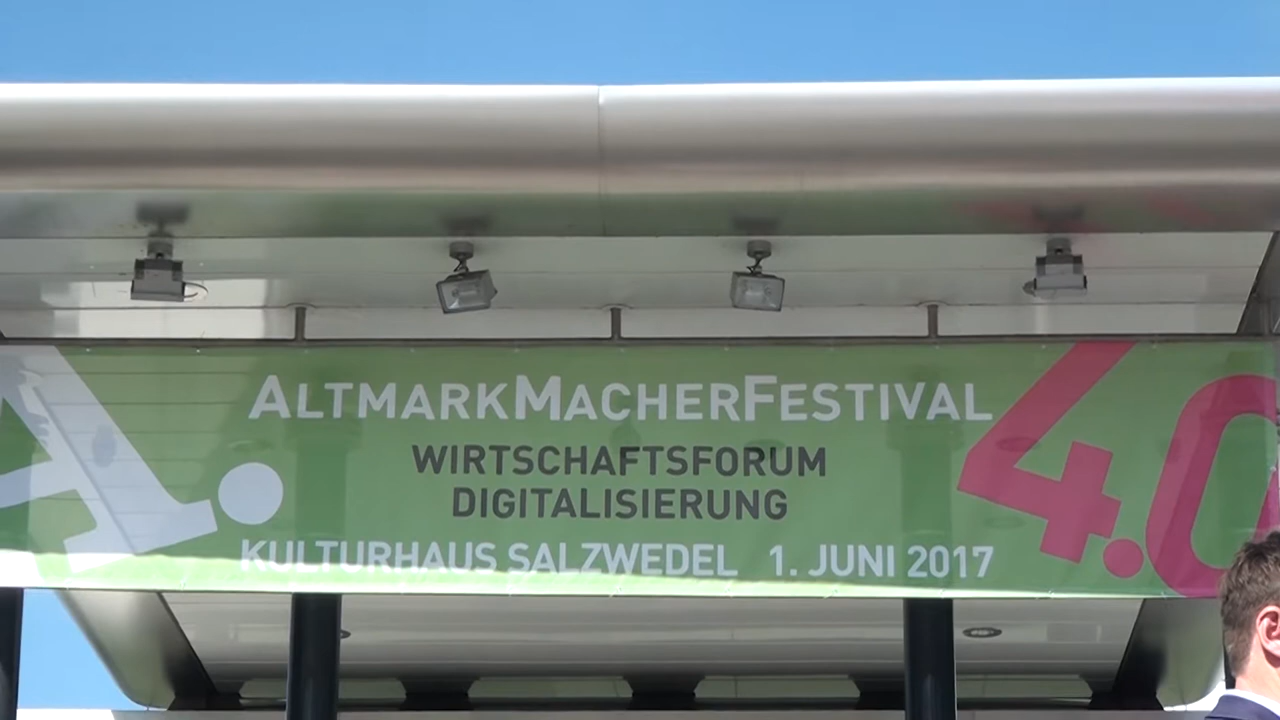 AltmarkMacherFestival
WIRTSCHAFTSFORUM
DIGITALISIERUNG
KULTURHAUS SALZWEDEL 1. JUNI 2017
A.
4.0